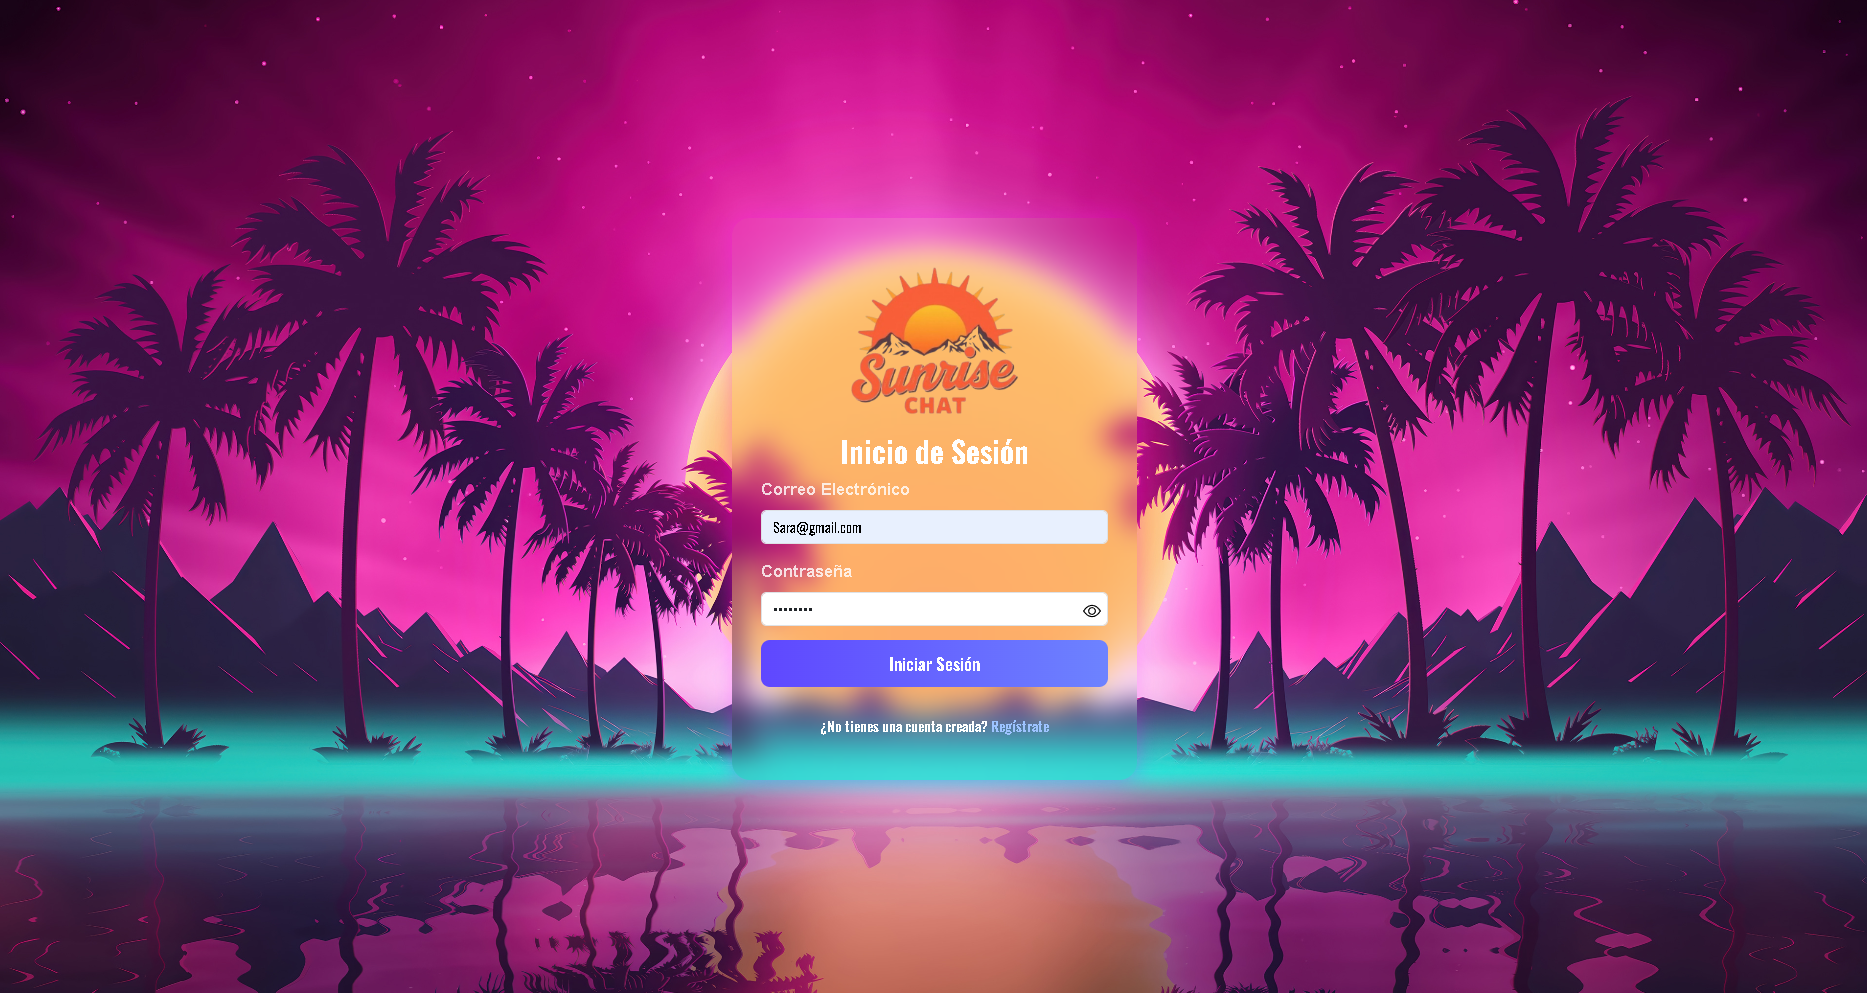 Sunrise
CHAT
Inicio de Sesión
Correo Electrónico
Sara@gmail.com
Contraseña
••••••••
Iniciar Sesión
¿No tienes una cuenta creada? Regístrate